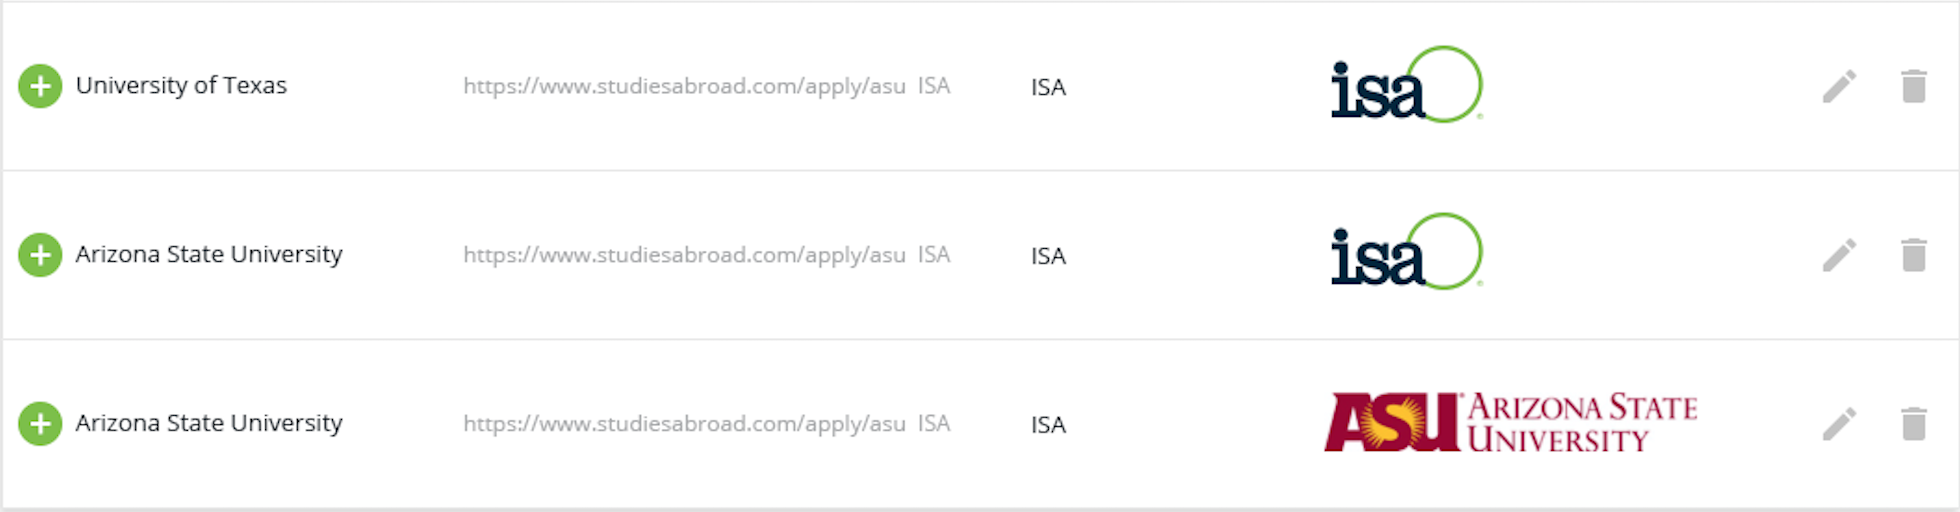 University of Texas https://www.studiesabroad.com/apply/asu ISA ISA isa
Arizona State University https://www.studiesabroad.com/apply/asu ISA ISA isa
Arizona State University https://www.studiesabroad.com/apply/asu ISA ISA ASU ARIZONA STATE
UNIVERSITY